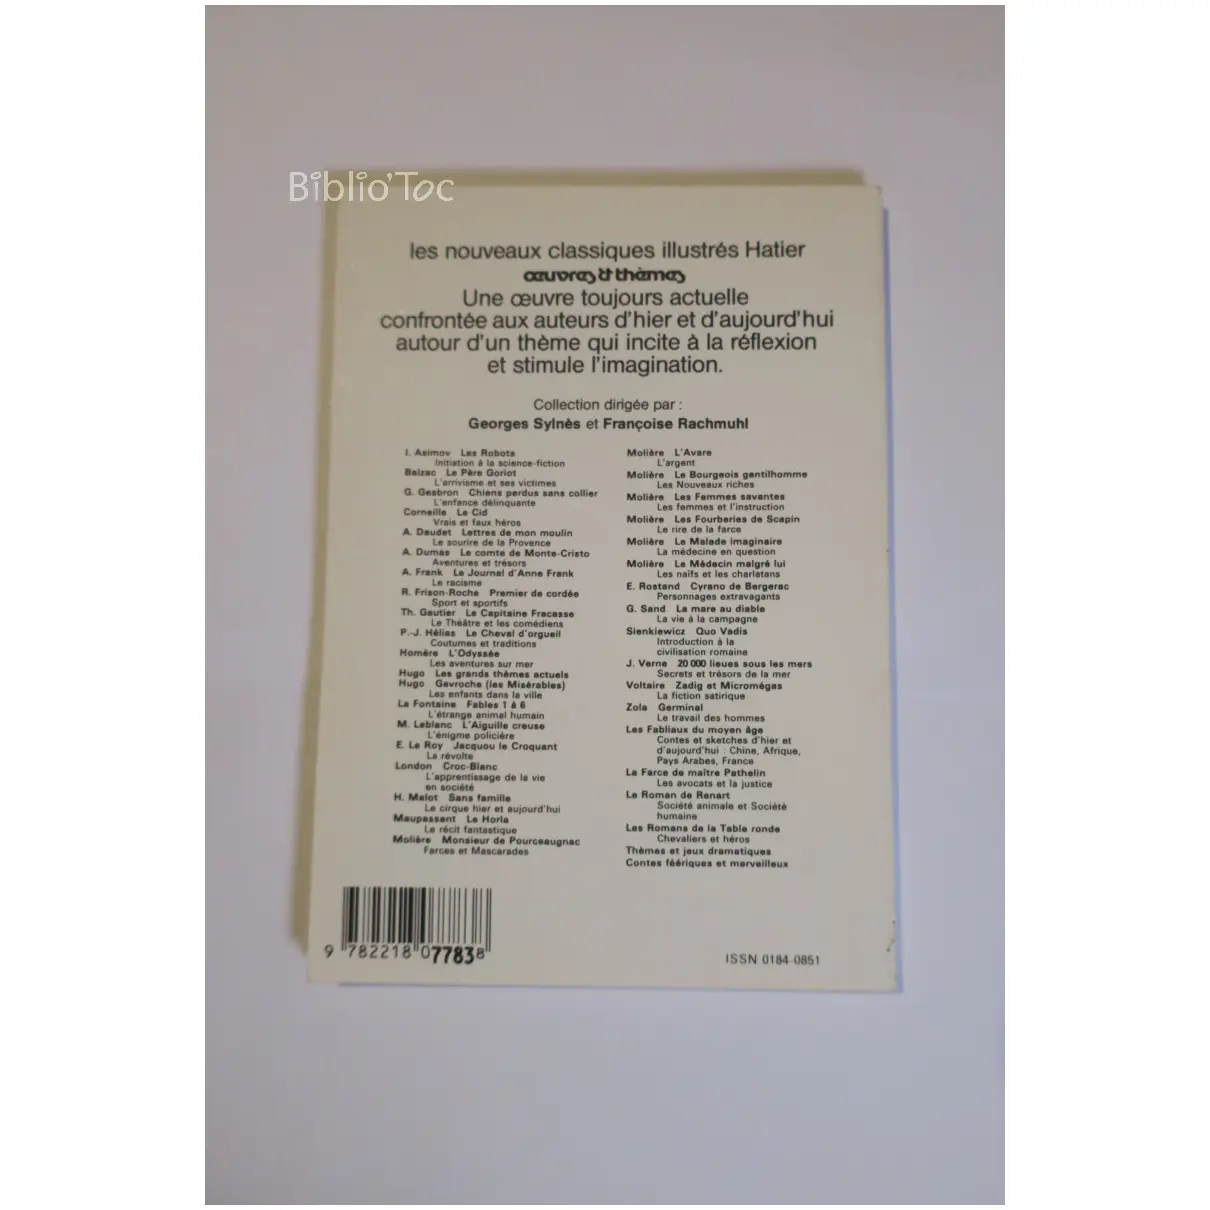 Biblio'Toc
les nouveaux classiques illustrés Hatier
œuvres & thèmes
Une œuvre toujours actuelle
confrontée aux auteurs d'hier et d'aujourd'hui
autour d'un thème qui incite à la réflexion
et stimule l'imagination.
Collection dirigée par :
Georges Sylnès et Françoise Rachmuhl
I. Asimov Les Robots
Initiation à la science-fiction
Balzac Le Père Goriot
L'arrivisme et ses victimes
G. Cesbron Chiens perdus sans collier
L'enfance délinquante
Corneille Le Cid
Vrais et faux héros
A. Daudet Lettres de mon moulin
Le sourire de la Provence
A. Dumas Le comte de Monte-Cristo
Aventures et trésors
A. Frank Le Journal d'Anne Frank
Le racisme
R. Frison-Roche Premier de cordée
Sport et sportifs
Th. Gautier Le Capitaine Fracasse
Le Théâtre et les comédiens
P.-J. Hélias Le Cheval d'orgueil
Coutumes et traditions
Homère L'Odyssée
Les aventures sur mer
Hugo Les grands thèmes actuels
Hugo Gavroche (les Misérables)
Les enfants dans la ville
La Fontaine Fables 1 à 6
L'étrange animal humain
M. Leblanc L'Aiguille creuse
L'énigme policière
E. Le Roy Jacquou le Croquant
La révolte
London Croc-Blanc
L'apprentissage de la vie
en société
H. Malot Sans famille
Le cirque hier et aujourd'hui
Maupassant Le Horla
Le récit fantastique
Molière Monsieur de Pourceaugnac
Farces et Mascarades
Molière L'Avare
L'argent
Molière Le Bourgeois gentilhomme
Les Nouveaux riches
Molière Les Femmes savantes
Les femmes et l'instruction
Molière Les Fourberies de Scapin
Le rire de la farce
Molière Le Malade imaginaire
La médecine en question
Molière Le Médecin malgré lui
Les naïfs et les charlatans
E. Rostand Cyrano de Bergerac
Personnages extravagants
G. Sand La mare au diable
La vie à la campagne
Sienkiewicz Quo Vadis
Introduction à la
civilisation romaine
J. Verne 20 000 lieues sous les mers
Secrets et trésors de la mer
Voltaire Zadig et Micromégas
La fiction satirique
Zola Germinal
Le travail des hommes
Les Fabliaux du moyen âge
Contes et sketches d'hier et
d'aujourd'hui : Chine, Afrique,
Pays Arabes, France
La Farce de maître Pathelin
Les avocats et la justice
Le Roman de Renart
Société animale et Société
humaine
Les Romans de la Table ronde
Chevaliers et héros
Thèmes et jeux dramatiques
Contes féériques et merveilleux
9 782218 077838
ISSN 0184-0851